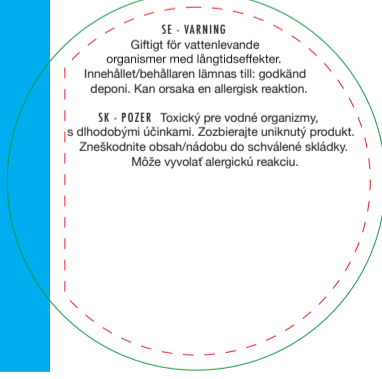 SE - VARNING
Giftigt för vattenlevande
organismer med långtidseffekter.
Innehållet/behållaren lämnas till: godkänd
deponi. Kan orsaka en allergisk reaktion.
SK - POZER Toxický pre vodné organizmy,
s dlhodobými účinkami. Zozbierajte uniknutý produkt.
Zneškodnite obsah/nádobu do schválené skládky.
Môže vyvolať alergickú reakciu.